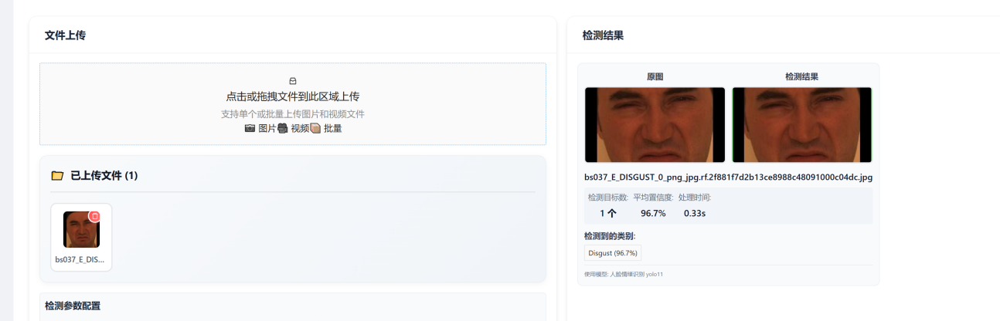 文件上传
点击或拖拽文件到此区域上传
支持单个或批量上传图片和视频文件
图片 视频 批量
已上传文件 (1)
bs037_E_DIS...
检测参数配置
检测结果
原图 检测结果
bs037_E_DISGUST_0_png_jpg.rf.2f881f7d2b13ce8988c48091000c04dc.jpg
检测目标数: 平均置信度: 处理时间:
1 个 96.7% 0.33s
检测到的类别:
Disgust (96.7%)
使用模型: 人脸情绪识别 yolo11